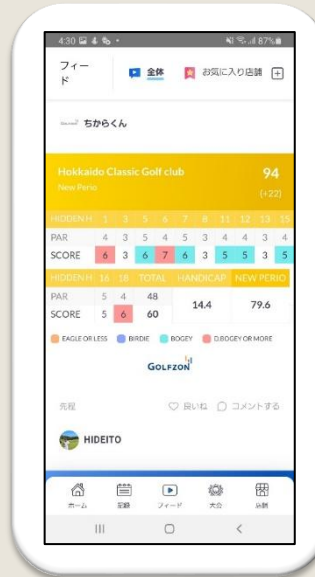 4:30 87%
フィード 全体 お気に入り店舗
ちからくん
Hokkaido Classic Golf club 94
New Perio (+22)
HIDDEN H 1 3 5 6 7 8 11 12 13 15
PAR 4 3 5 4 5 3 4 4 3 4
SCORE 6 3 6 7 6 3 5 5 3 5
HIDDEN H 16 18 TOTAL HANDICAP NEW PERIO
PAR 5 4 48
14.4 79.6
SCORE 5 6 60
EAGLE OR LESS BIRDIE BOGEY D.BOGEY OR MORE
GOLFZON
先程 良いね コメントする
HIDEITO
ホーム 記録 フィード 大会 店舗